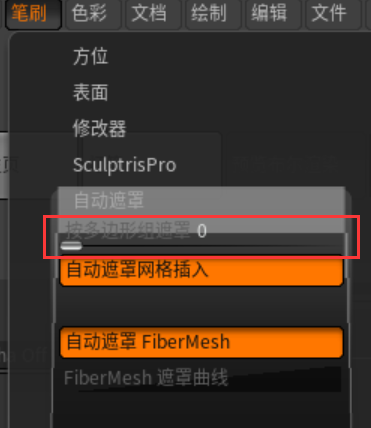 笔刷 色彩 文档 绘制 编辑 文件
方位
表面
修改器
SculptrisPro
自动遮罩
按多边形组遮罩 0
自动遮罩网格插入
自动遮罩 FiberMesh
FiberMesh 遮罩曲线